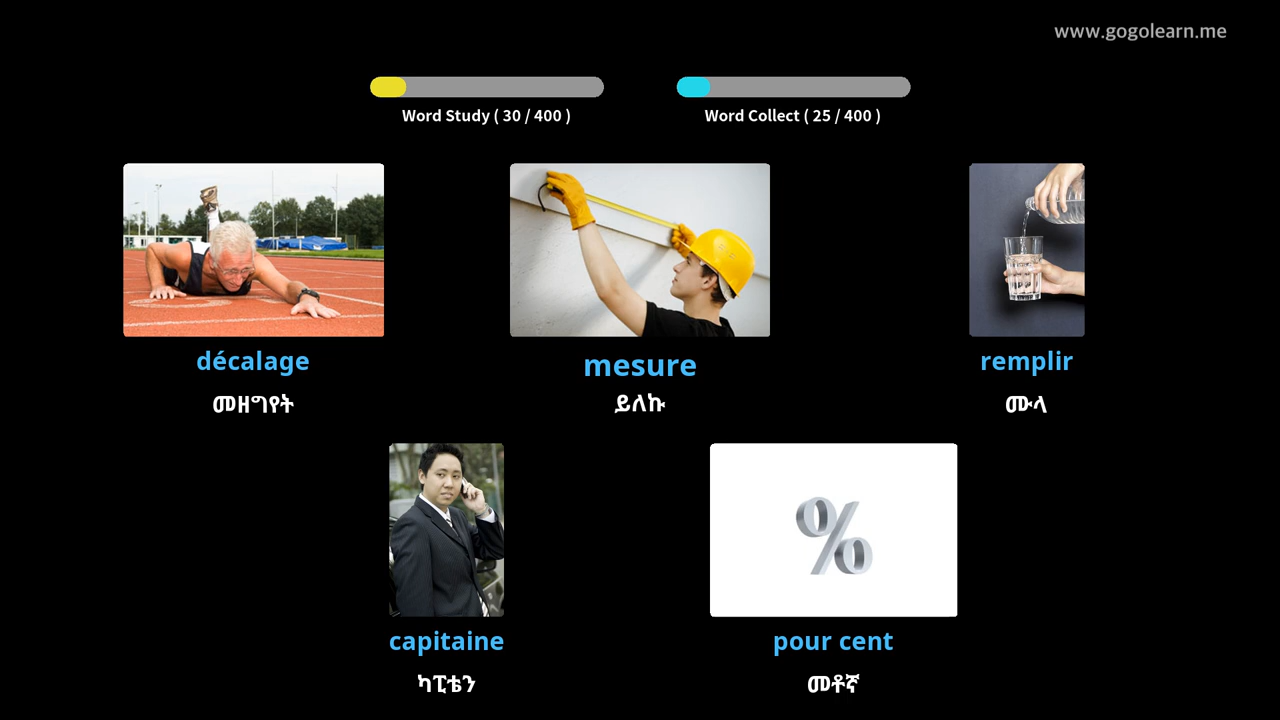 www.gogolearn.me
Word Study ( 30 / 400 )
Word Collect ( 25 / 400 )
décalage
mesure
remplir
መዘግየት
ይለኩ
ሙላ
capitaine
pour cent
ካፒቴን
መቶኛ
%